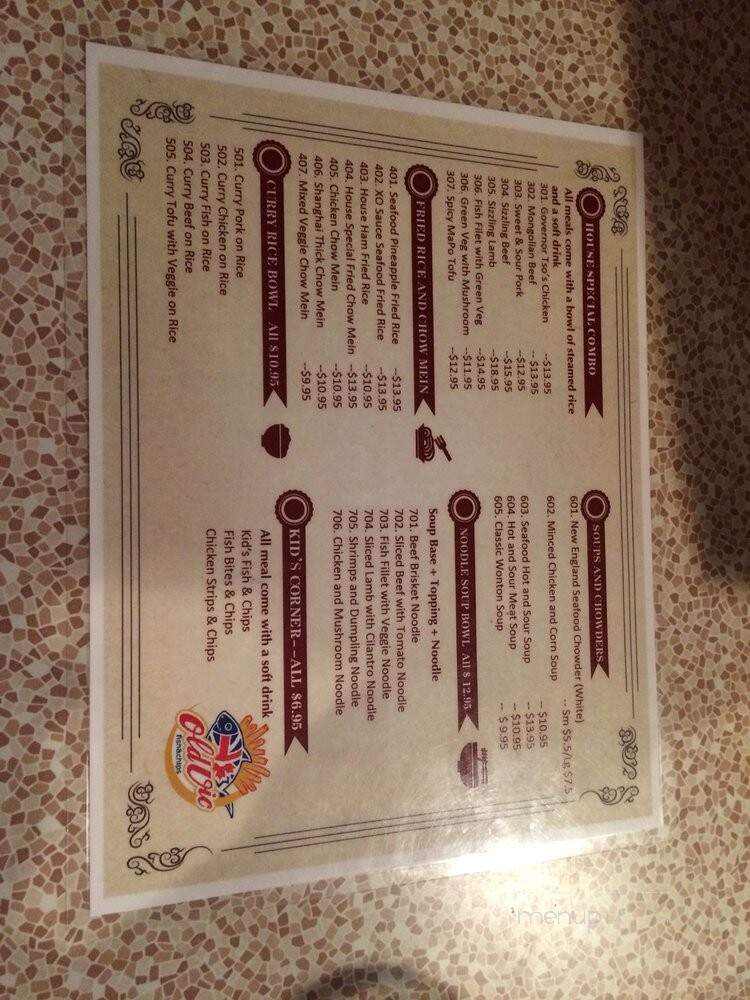 HOUSE SPECIAL COMBO
All meals come with a bowl of steamed rice
and a soft drink
301. Governor Tso's Chicken --$13.95
302. Mongolian Beef -- $13.95
303. Sweet & Sour Pork --$12.95
304. Sizzling Beef --$15.95
305. Sizzling Lamb --$18.95
306. Fish Filet with Green Veg --$14.95
306. Green Veg with Mushroom --$11.95
307. Spicy MaPo Tofu --$12.95
FRIED RICE AND CHOW MEIN
401. Seafood Pineapple Fried Rice --$13.95
402. XO Sauce Seafood Fried Rice --$13.95
403. House Ham Fried Rice --$10.95
404. House Special Fried Chow Mein --$13.95
405. Chicken Chow Mein --$10.95
406. Shanghai Thick Chow Mein --$10.95
407. Mixed Veggie Chow Mein --$9.95
CURRY RICE BOWL All $10.95
501. Curry Pork on Rice
502. Curry Chicken on Rice
503. Curry Fish on Rice
504. Curry Beef on Rice
505. Curry Tofu with Veggie on Rice
SOUPS AND CHOWDERS
601. New England Seafood Chowder (White)
-- $m $5.5/Lg $7.5
602. Minced Chicken and Corn Soup -- $10.95
603. Seafood Hot and Sour Soup -- $13.95
604. Hot and Sour Meat Soup -- $10.95
605. Classic Wonton Soup -- $ 9.95
NOODLE SOUP BOWL All $ 12.95
Soup Base + Topping + Noodle
701. Beef Brisket Noodle
702. Sliced Beef with Tomato Noodle
703. Fish Fillet with Veggie Noodle
704. Sliced Lamb with Cilantro Noodle
705. Shrimps and Dumpling Noodle
706. Chicken and Mushroom Noodle
KID'S CORNER--ALL $6.95
All meal come with a soft drink
Kid's Fish & Chips
Fish Bites & Chips
Chicken Strips & Chips
Old Vic
fish&chips